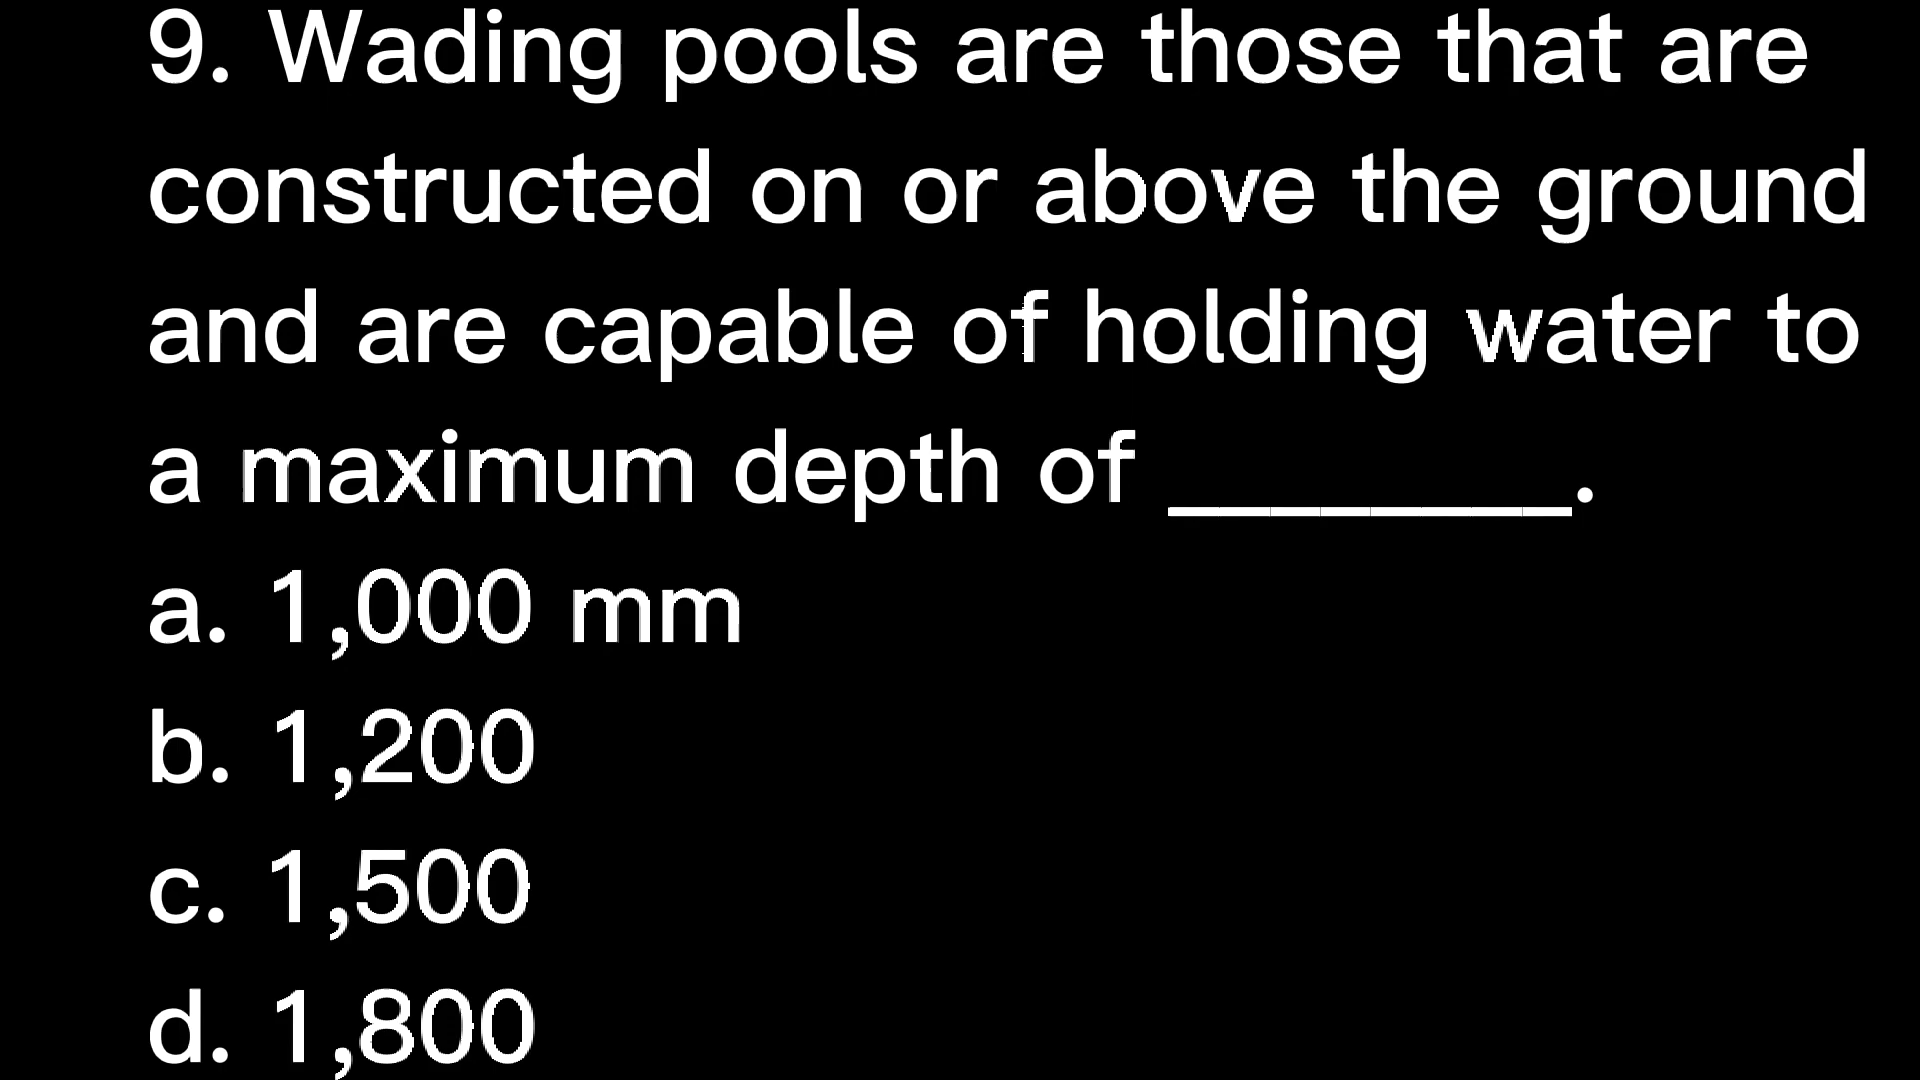 9. Wading pools are those that are
constructed on or above the ground
and are capable of holding water to
a maximum depth of ________.
a. 1,000 mm
b. 1,200
c. 1,500
d. 1,800